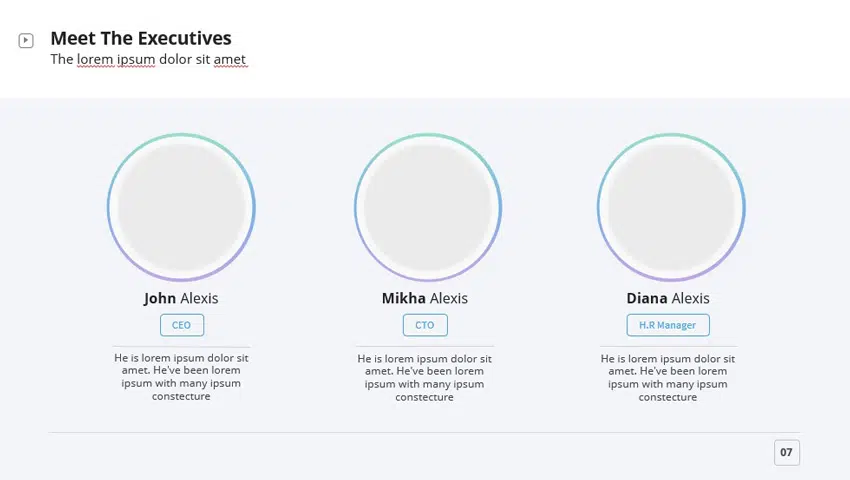 Meet The Executives
The lorem ipsum dolor sit amet
John Alexis
CEO
He is lorem ipsum dolor sit
amet. He've been lorem
ipsum with many ipsum
constecture
Mikha Alexis
CTO
He is lorem ipsum dolor sit
amet. He've been lorem
ipsum with many ipsum
constecture
Diana Alexis
H.R Manager
He is lorem ipsum dolor sit
amet. He've been lorem
ipsum with many ipsum
constecture
07